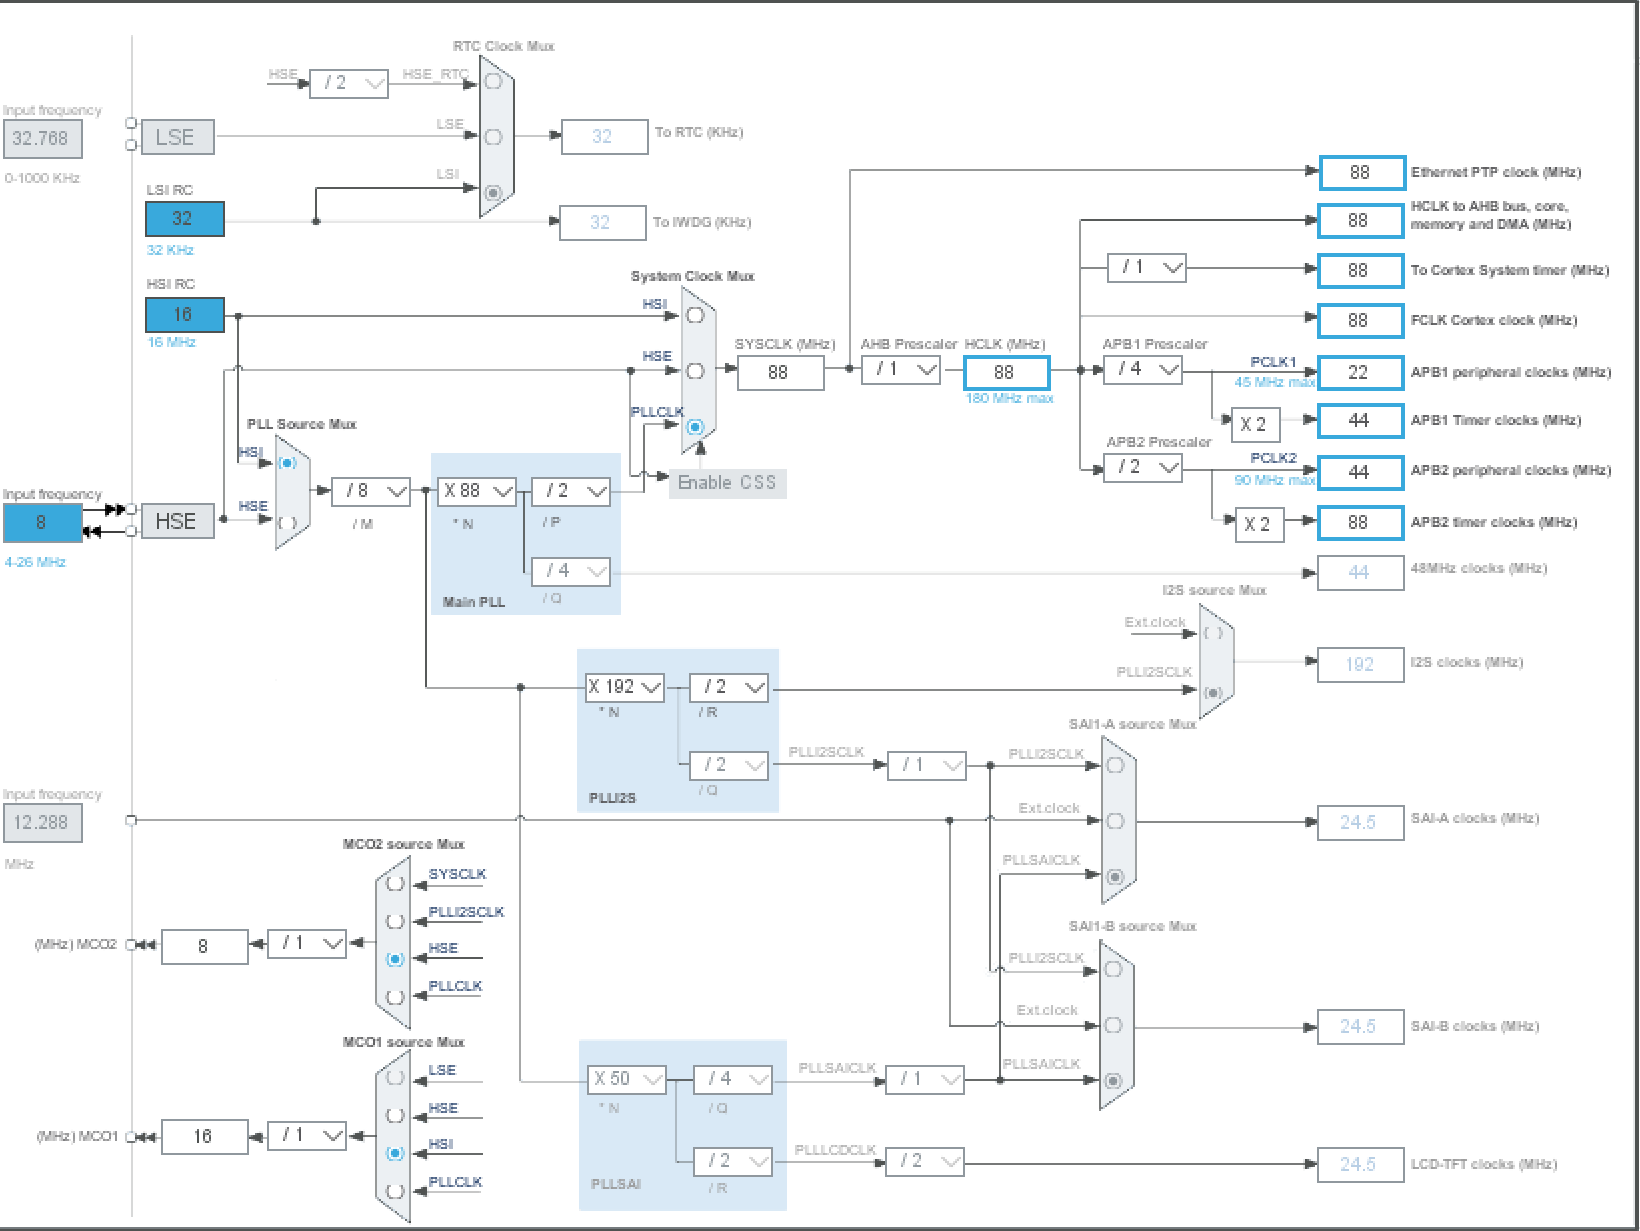 RTC Clock Mux
HSE
/ 2
HSE_RTC
Input frequency
32.768
LSE
LSE
32
To RTC (KHz)
0-1000 KHz
LSI
LSI RC
32
32 KHz
32
To IWDG (KHz)
88
Ethernet PTP clock (MHz)
88
HCLK to AHB bus, core,
memory and DMA (MHz)
/ 1
88
To Cortex System timer (MHz)
88
FCLK Cortex clock (MHz)
HSI RC
16
16 MHz
System Clock Mux
HSI
HSE
PLLCLK
SYSCLK (MHz)
88
AHB Prescaler
/ 1
HCLK (MHz)
88
180 MHz max
APB1 Prescaler
/ 4
PCLK1
45 MHz max
22
APB1 peripheral clocks (MHz)
X 2
44
APB1 Timer clocks (MHz)
APB2 Prescaler
/ 2
PCLK2
90 MHz max
44
APB2 peripheral clocks (MHz)
X 2
88
APB2 timer clocks (MHz)
Enable CSS
PLL Source Mux
HSI
HSE
Input frequency
8
4-26 MHz
HSE
/ 8
/ M
X 88
* N
/ 2
/ P
/ 4
/ Q
Main PLL
44
48MHz clocks (MHz)
I2S source Mux
Ext.clock
PLLI2SCLK
192
I2S clocks (MHz)
X 192
* N
/ 2
/ R
/ 2
/ Q
PLLI2S
PLLI2SCLK
/ 1
SAI1-A source Mux
PLLI2SCLK
Ext.clock
PLLSAICLK
24.5
SAI-A clocks (MHz)
Input frequency
12.288
MHz
MCO2 source Mux
SYSCLK
PLLI2SCLK
HSE
PLLCLK
(MHz) MCO2
8
/ 1
SAI1-B source Mux
PLLI2SCLK
Ext.clock
PLLSAICLK
24.5
SAI-B clocks (MHz)
MCO1 source Mux
LSE
HSE
HSI
PLLCLK
(MHz) MCO1
16
/ 1
X 50
* N
/ 4
/ Q
/ 2
/ R
PLLSAI
PLLSAICLK
/ 1
PLLLCDCLK
/ 2
24.5
LCD-TFT clocks (MHz)